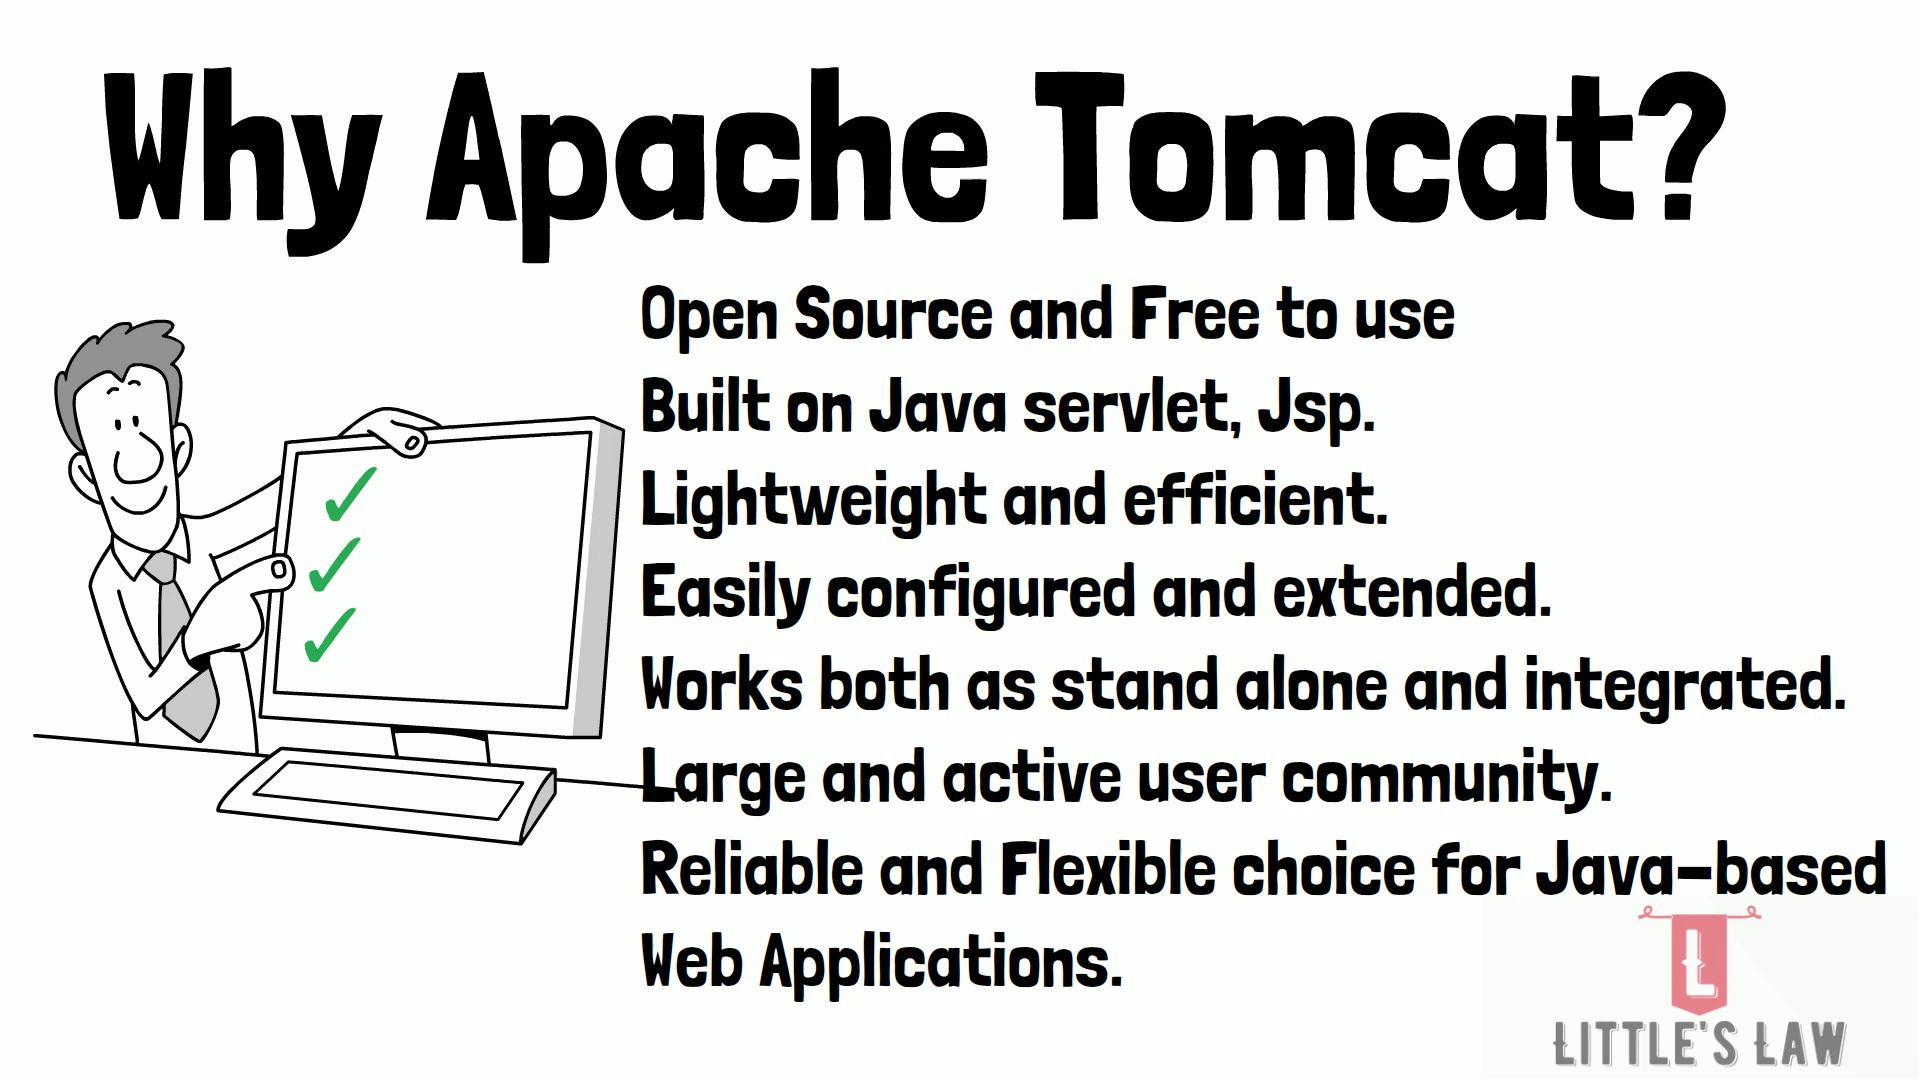 Why Apache Tomcat?
Open Source and Free to use
Built on Java servlet, Jsp.
Lightweight and efficient.
Easily configured and extended.
Works both as stand alone and integrated.
Large and active user community.
Reliable and Flexible choice for Java-based
Web Applications.
L
LITTLE'S LAW